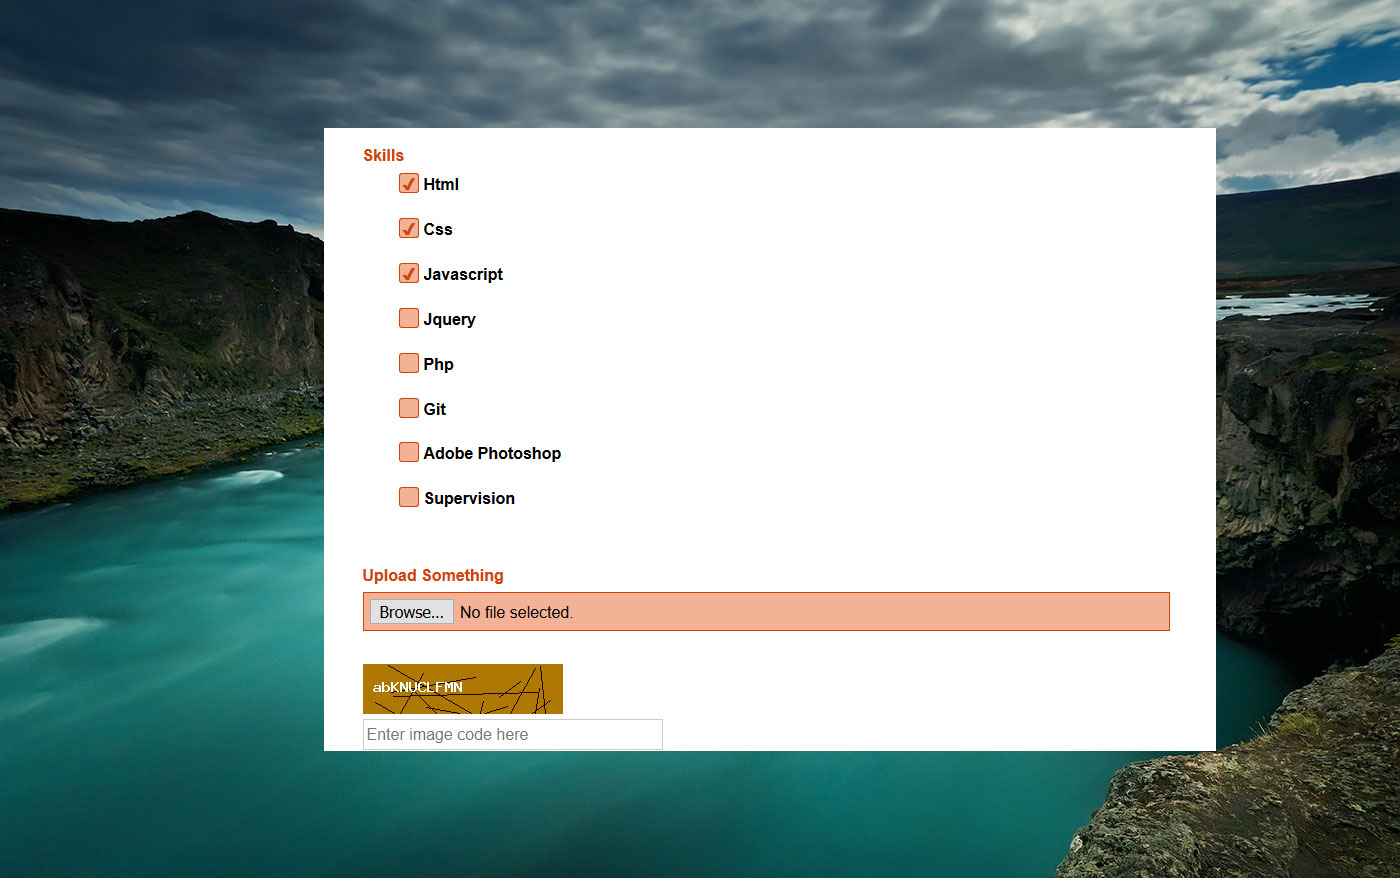 Skills
Html
Css
Javascript
Jquery
Php
Git
Adobe Photoshop
Supervision
Upload Something
Browse... No file selected.
abKNUCLFMN
Enter image code here